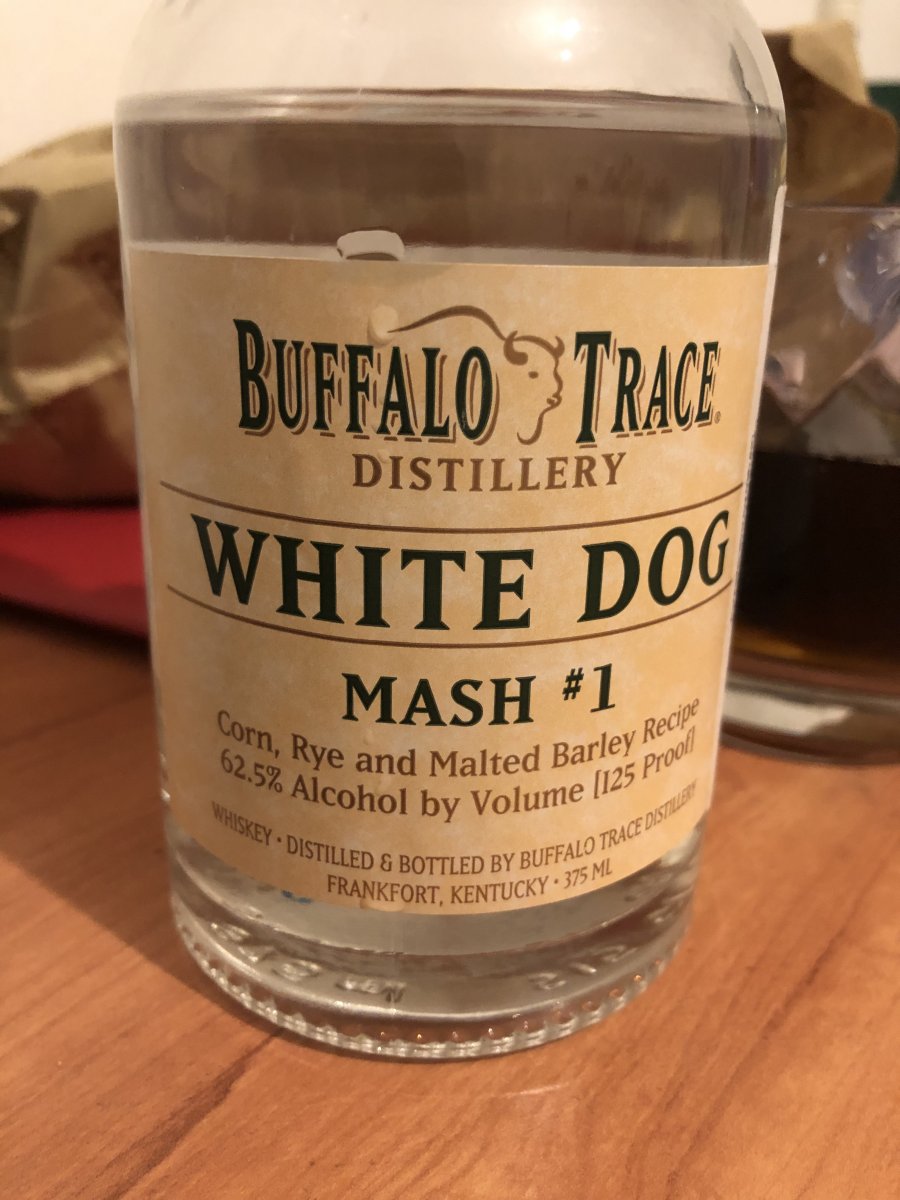 BUFFALO TRACE®
DISTILLERY
WHITE DOG
MASH #1
Corn, Rye and Malted Barley Recipe
62.5% Alcohol by Volume [125 Proof]
WHISKEY • DISTILLED & BOTTLED BY BUFFALO TRACE DISTILLERY
FRANKFORT, KENTUCKY • 375 ML